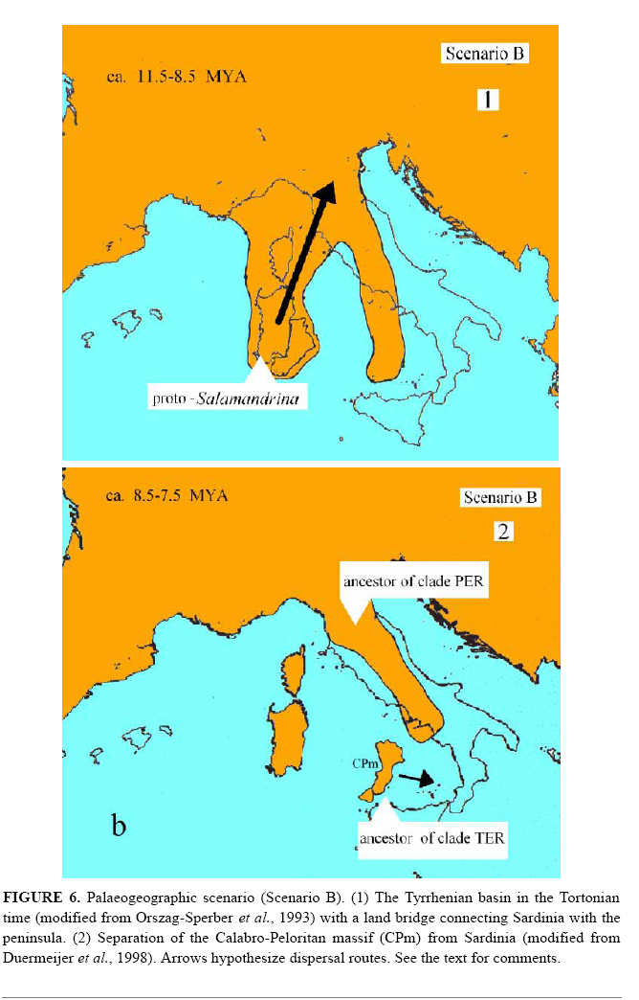 Scenario B
ca. 11.5-8.5 MYA
1
proto -Salamandrina
ca. 8.5-7.5 MYA
Scenario B
2
ancestor of clade PER
CPm
b
ancestor of clade TER
FIGURE 6. Palaeogeographic scenario (Scenario B). (1) The Tyrrhenian basin in the Tortonian
time (modified from Orszag-Sperber et al., 1993) with a land bridge connecting Sardinia with the
peninsula. (2) Separation of the Calabro-Peloritan massif (CPm) from Sardinia (modified from
Duermeijer et al., 1998). Arrows hypothesize dispersal routes. See the text for comments.